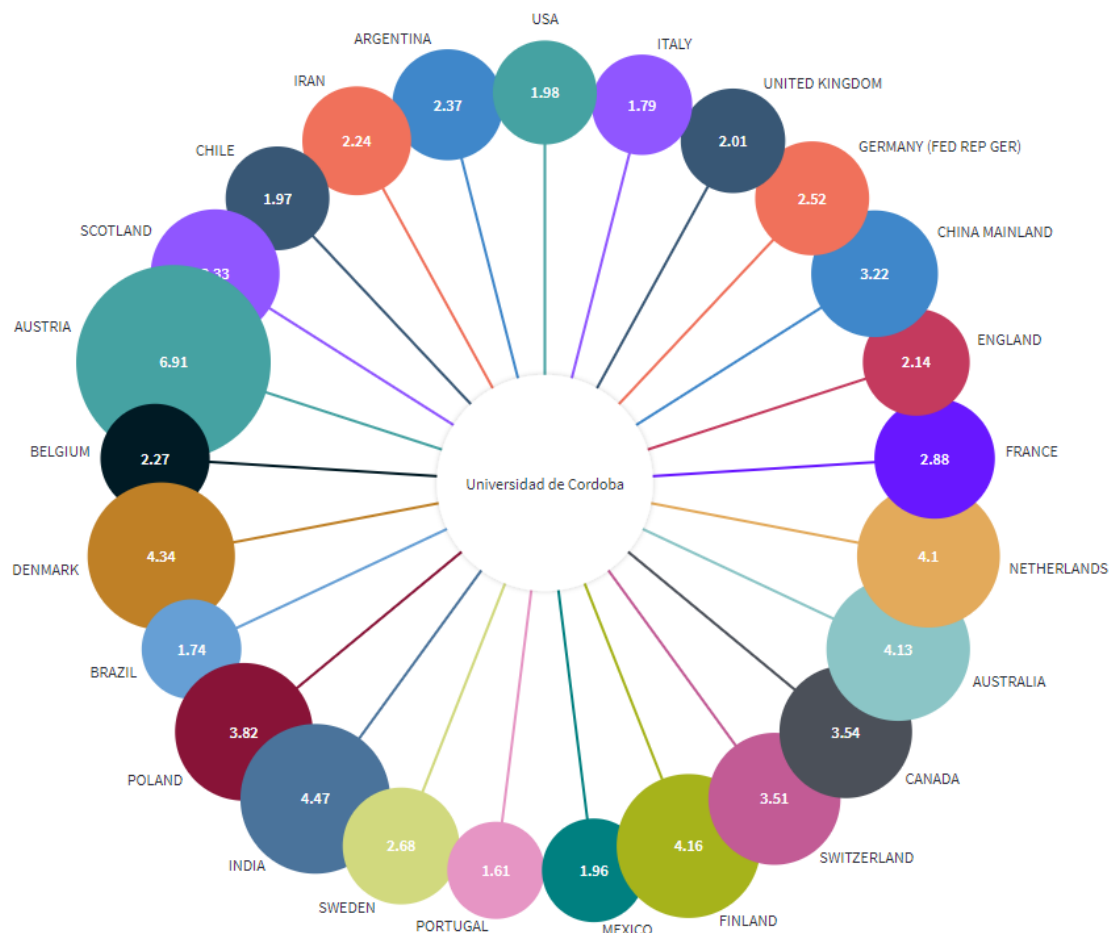 USA
1.98
ITALY
1.79
UNITED KINGDOM
2.01
GERMANY (FED REP GER)
2.52
CHINA MAINLAND
3.22
ENGLAND
2.14
FRANCE
2.88
NETHERLANDS
4.1
AUSTRALIA
4.13
CANADA
3.54
SWITZERLAND
3.51
FINLAND
4.16
MEXICO
1.96
PORTUGAL
1.61
SWEDEN
2.68
INDIA
4.47
POLAND
3.82
BRAZIL
1.74
DENMARK
4.34
BELGIUM
2.27
AUSTRIA
6.91
SCOTLAND
CHILE
1.97
IRAN
2.24
ARGENTINA
2.37
Universidad de Cordoba